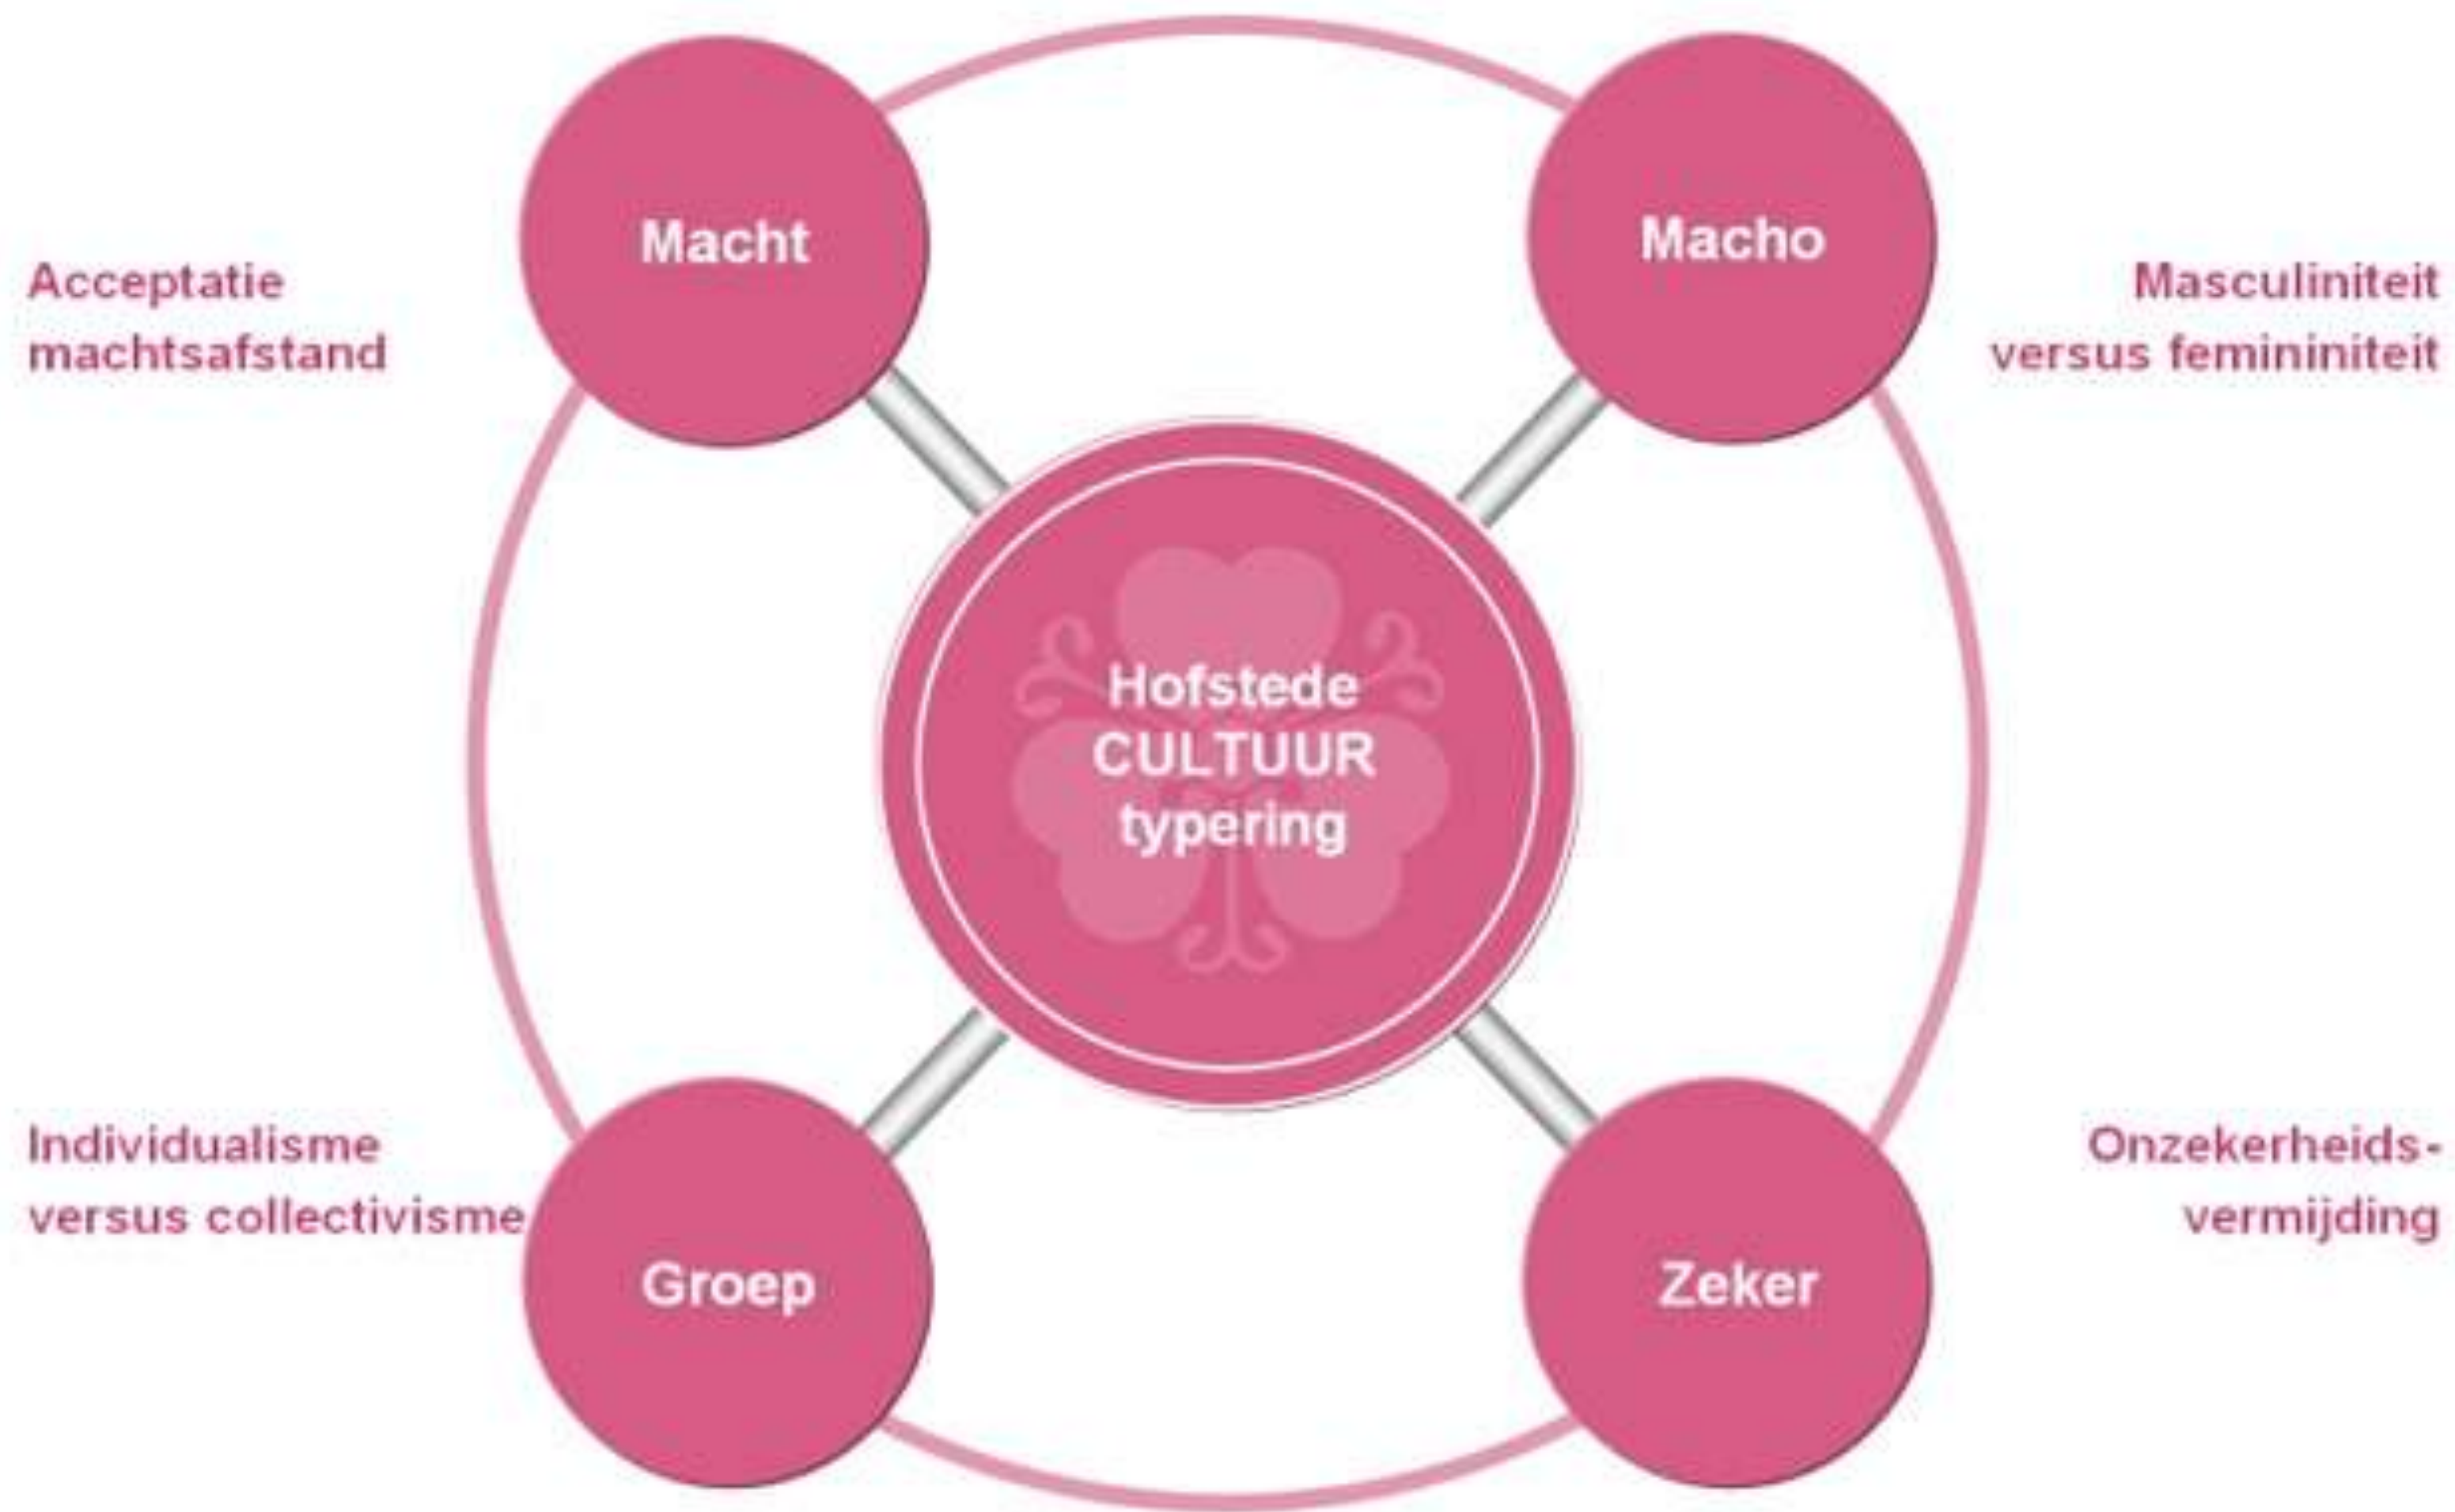 Macht
Macho
Acceptatie
machtsafstand
Masculiniteit
versus femininiteit
Hofstede
CULTUUR
typering
Individualisme
versus collectivisme
Onzekerheids-
vermijding
Groep
Zeker